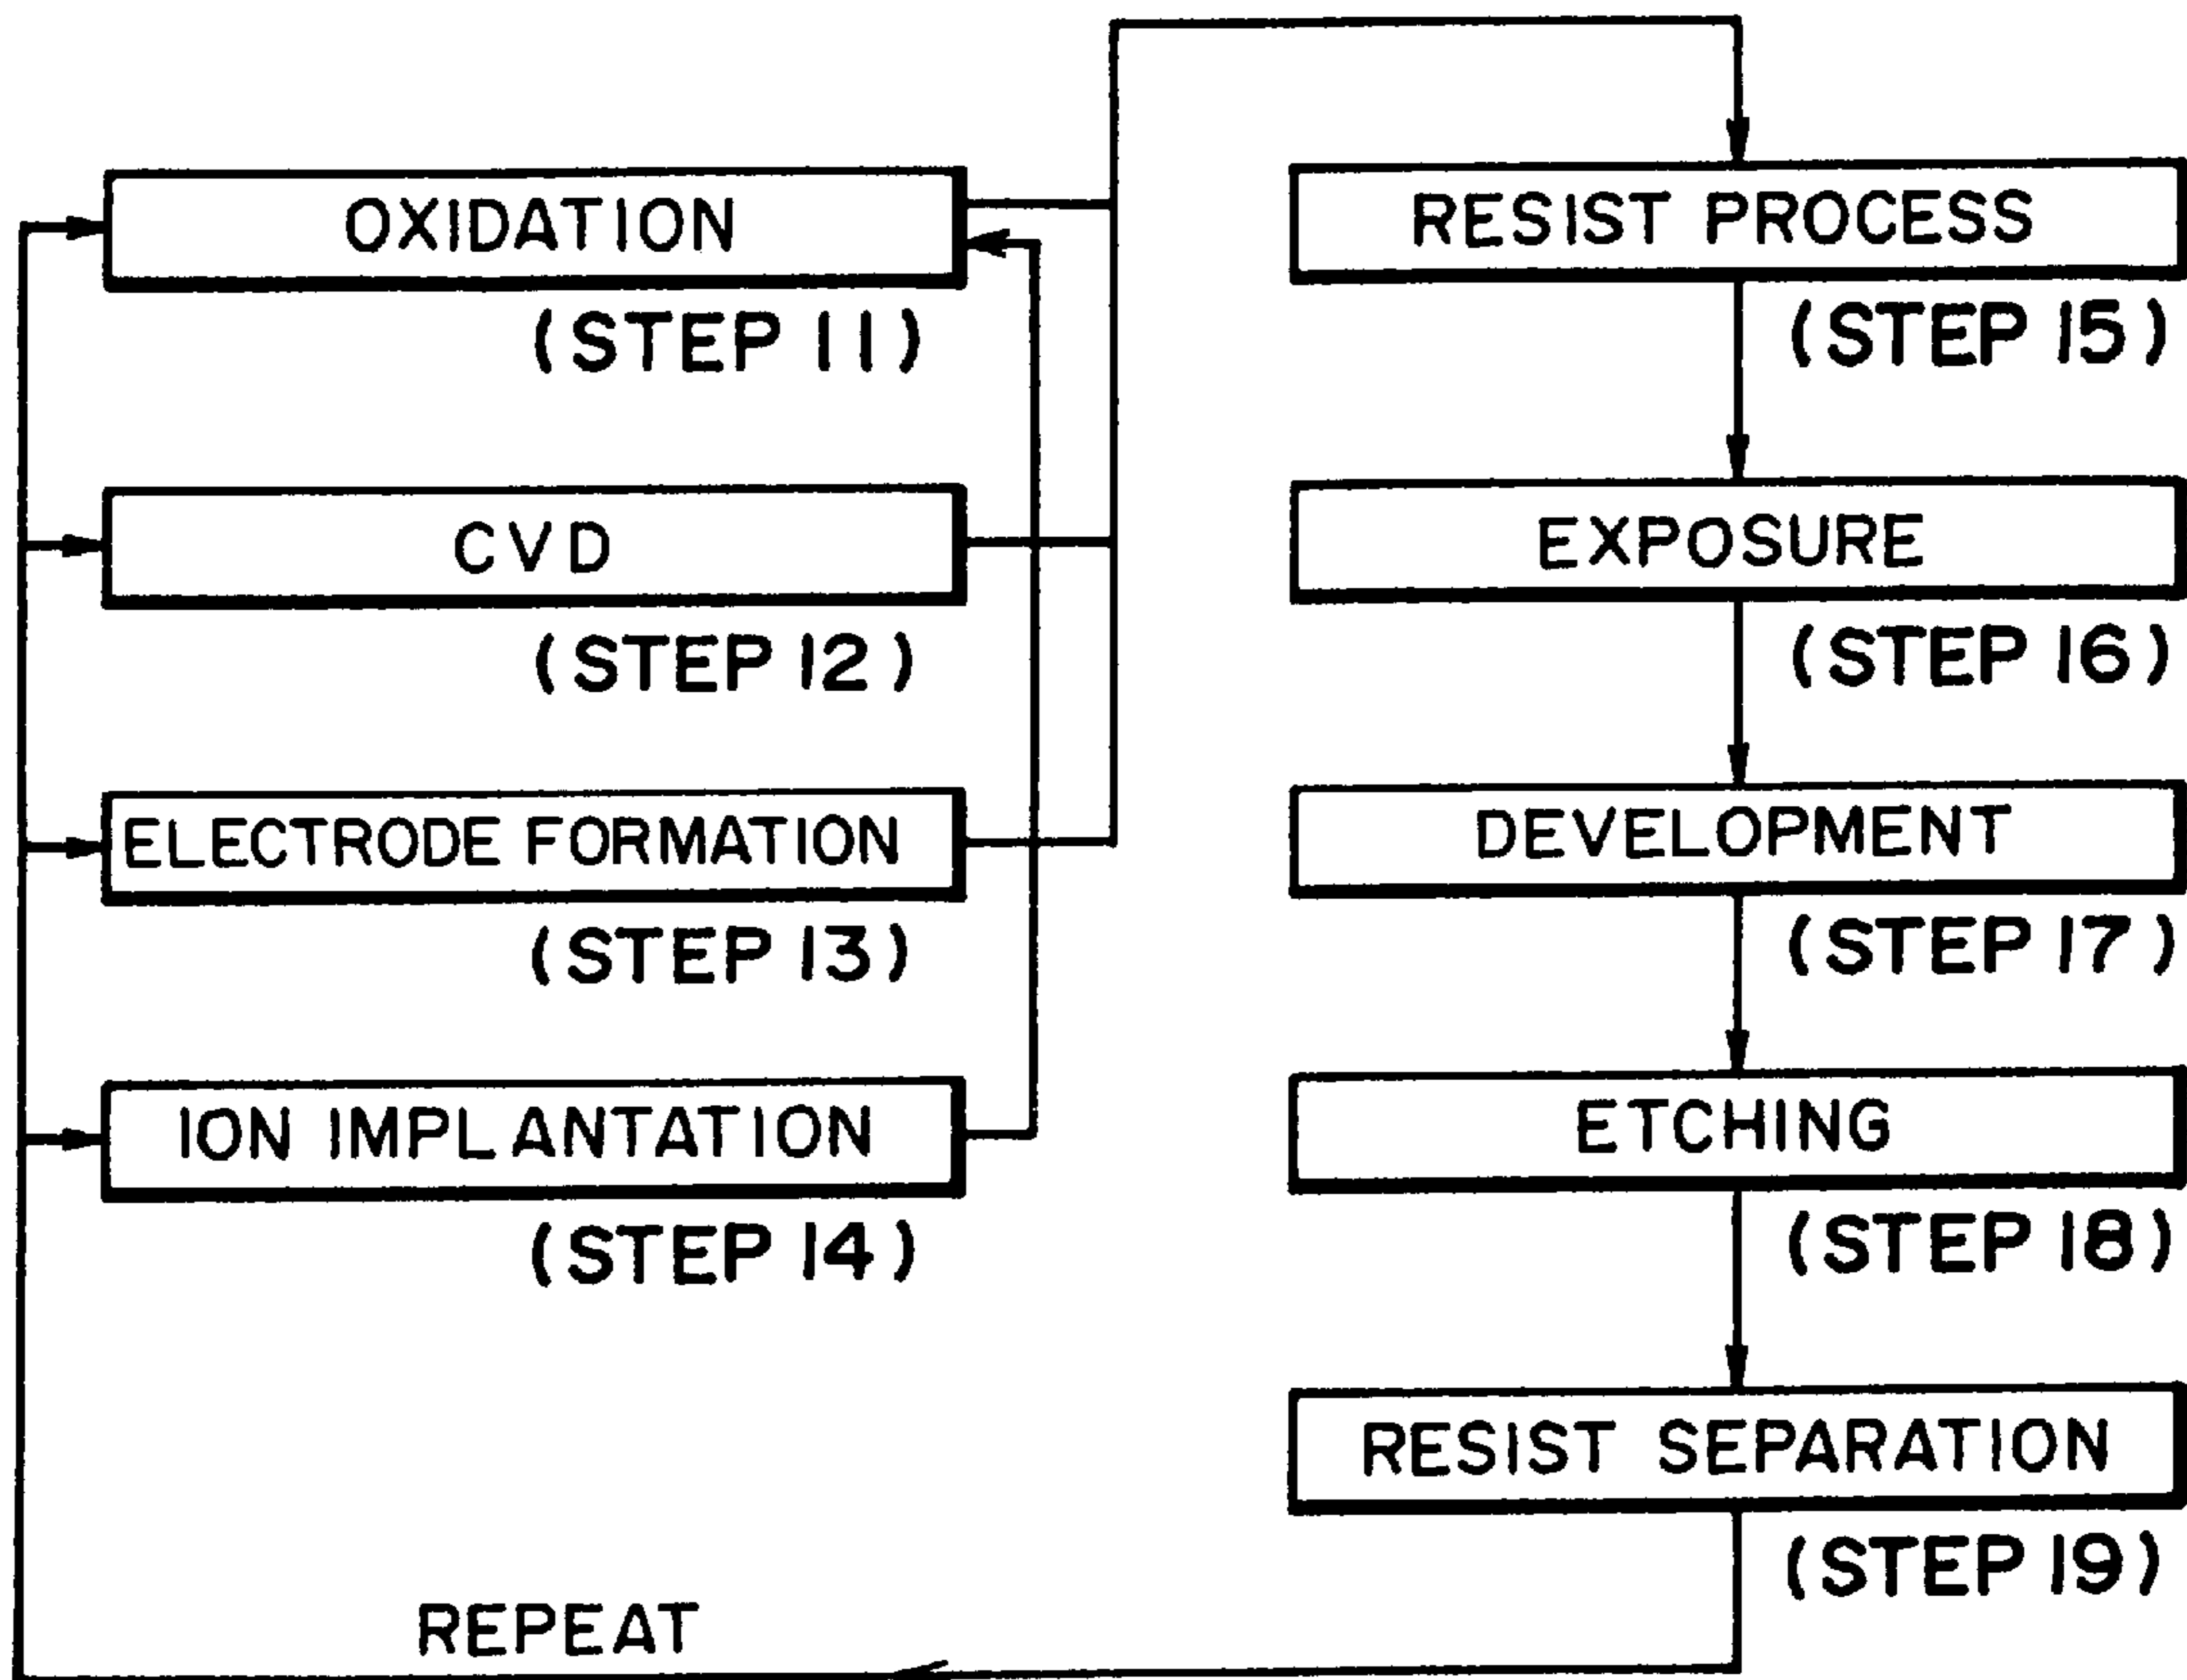 OXIDATION
(STEP 11)
CVD
(STEP 12)
ELECTRODE FORMATION
(STEP 13)
ION IMPLANTATION
(STEP 14)
RESIST PROCESS
(STEP 15)
EXPOSURE
(STEP 16)
DEVELOPMENT
(STEP 17)
ETCHING
(STEP 18)
RESIST SEPARATION
(STEP 19)
REPEAT